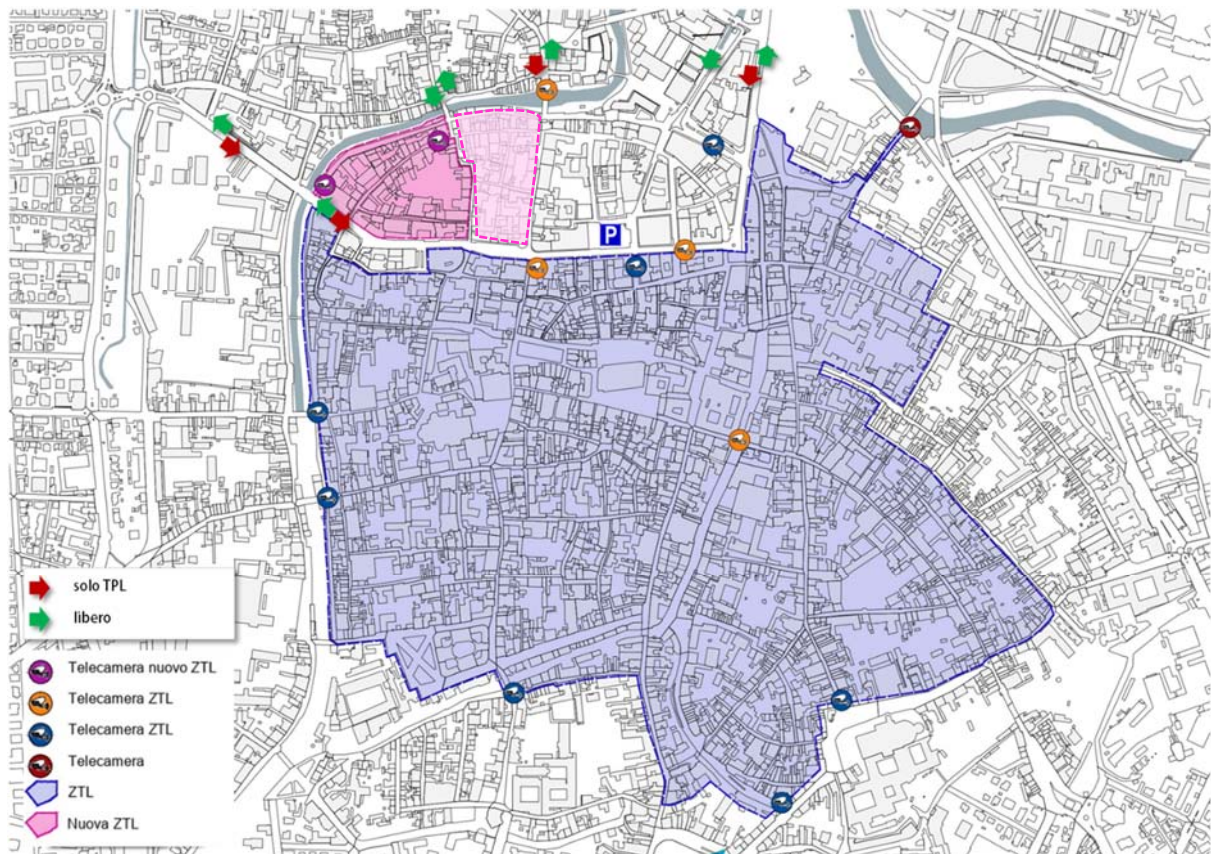 P
solo TPL
libero
Telecamera nuovo ZTL
Telecamera ZTL
Telecamera ZTL
Telecamera
ZTL
Nuova ZTL